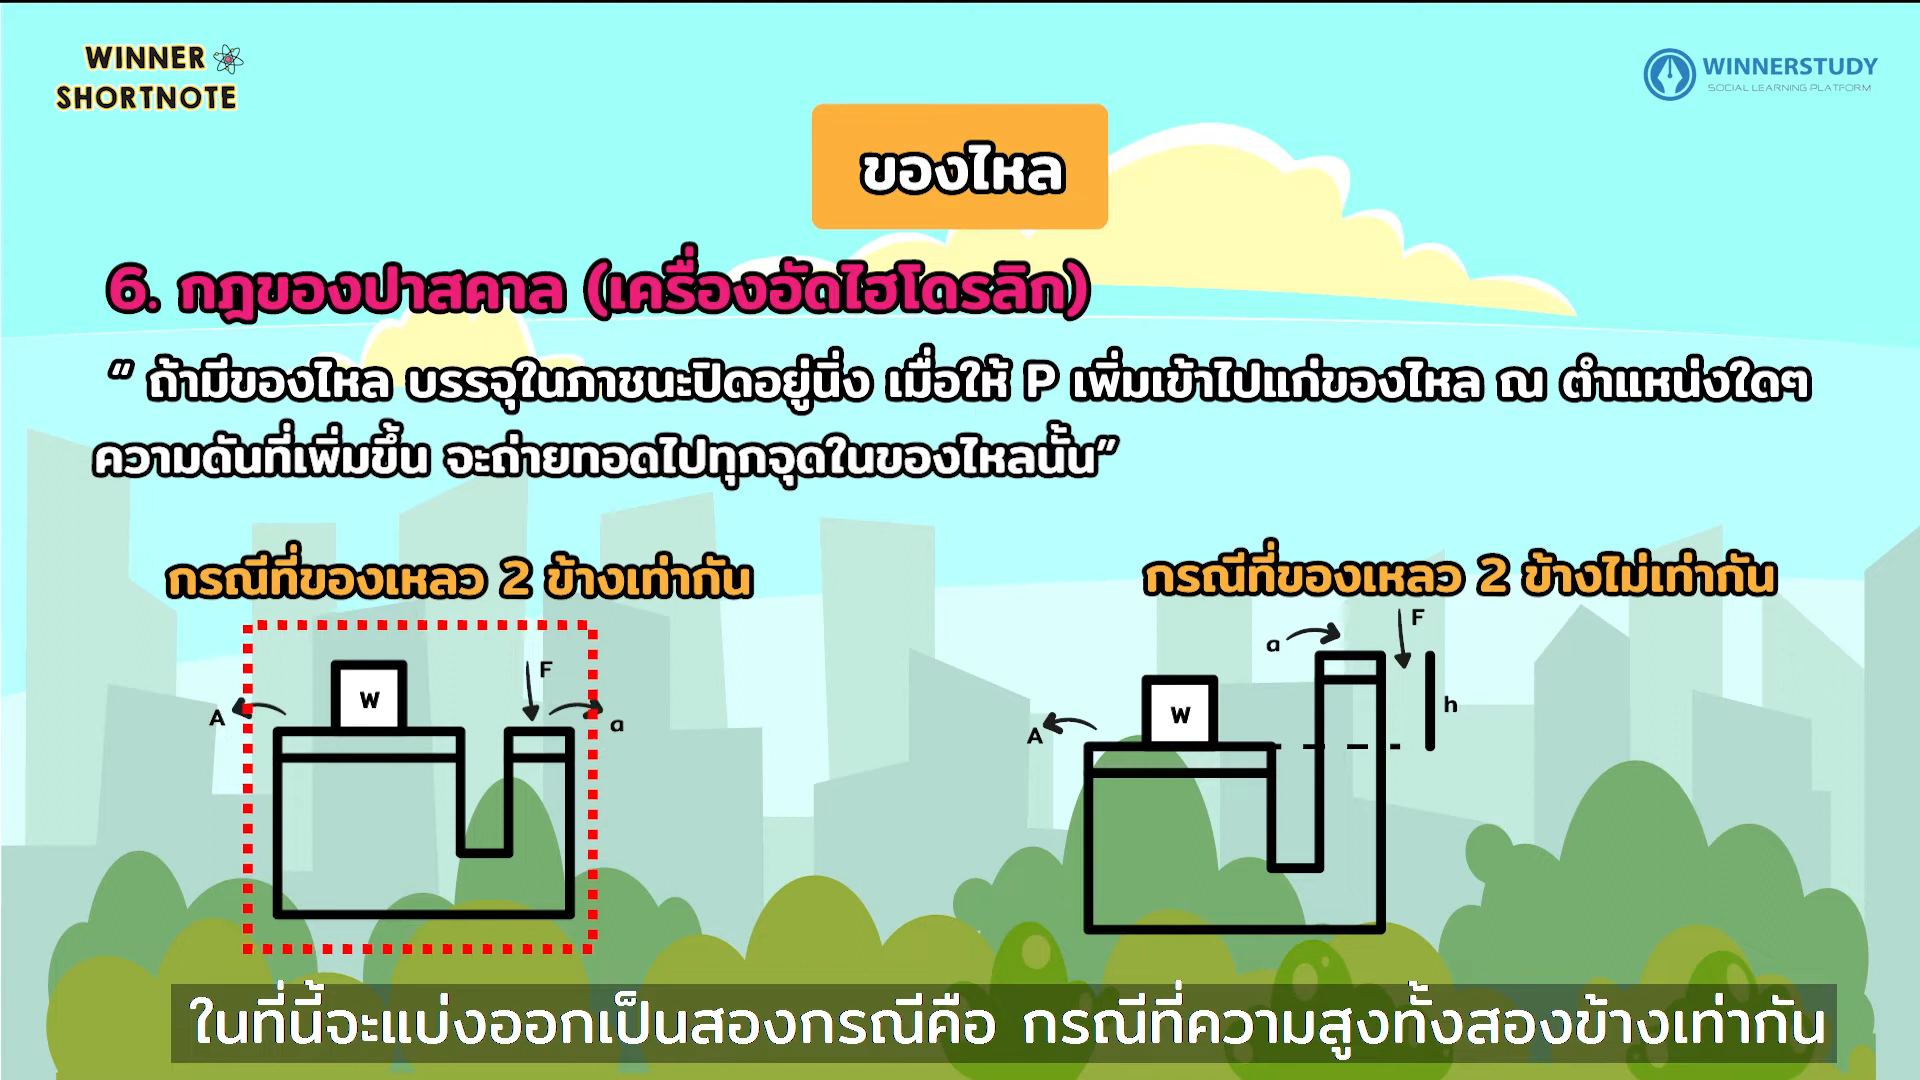 WINNER
SHORTNOTE
WINNERSTUDY
SOCIAL LEARNING PLATFORM
ของไหล
6. กฎของปาสคาล (เครื่องอัดไฮโดรลิก)
“ ถ้ามีของไหล บรรจุในภาชนะปิดอยู่นิ่ง เมื่อให้ P เพิ่มเข้าไปแก่ของไหล ณ ตำแหน่งใดๆ
ความดันที่เพิ่มขึ้น จะถ่ายทอดไปทุกจุดในของไหลนั้น”
กรณีที่ของเหลว 2 ข้างเท่ากัน
A
W
F
a
กรณีที่ของเหลว 2 ข้างไม่เท่ากัน
A
W
a
F
h
ในที่นี้จะแบ่งออกเป็นสองกรณีคือ กรณีที่ความสูงทั้งสองข้างเท่ากัน